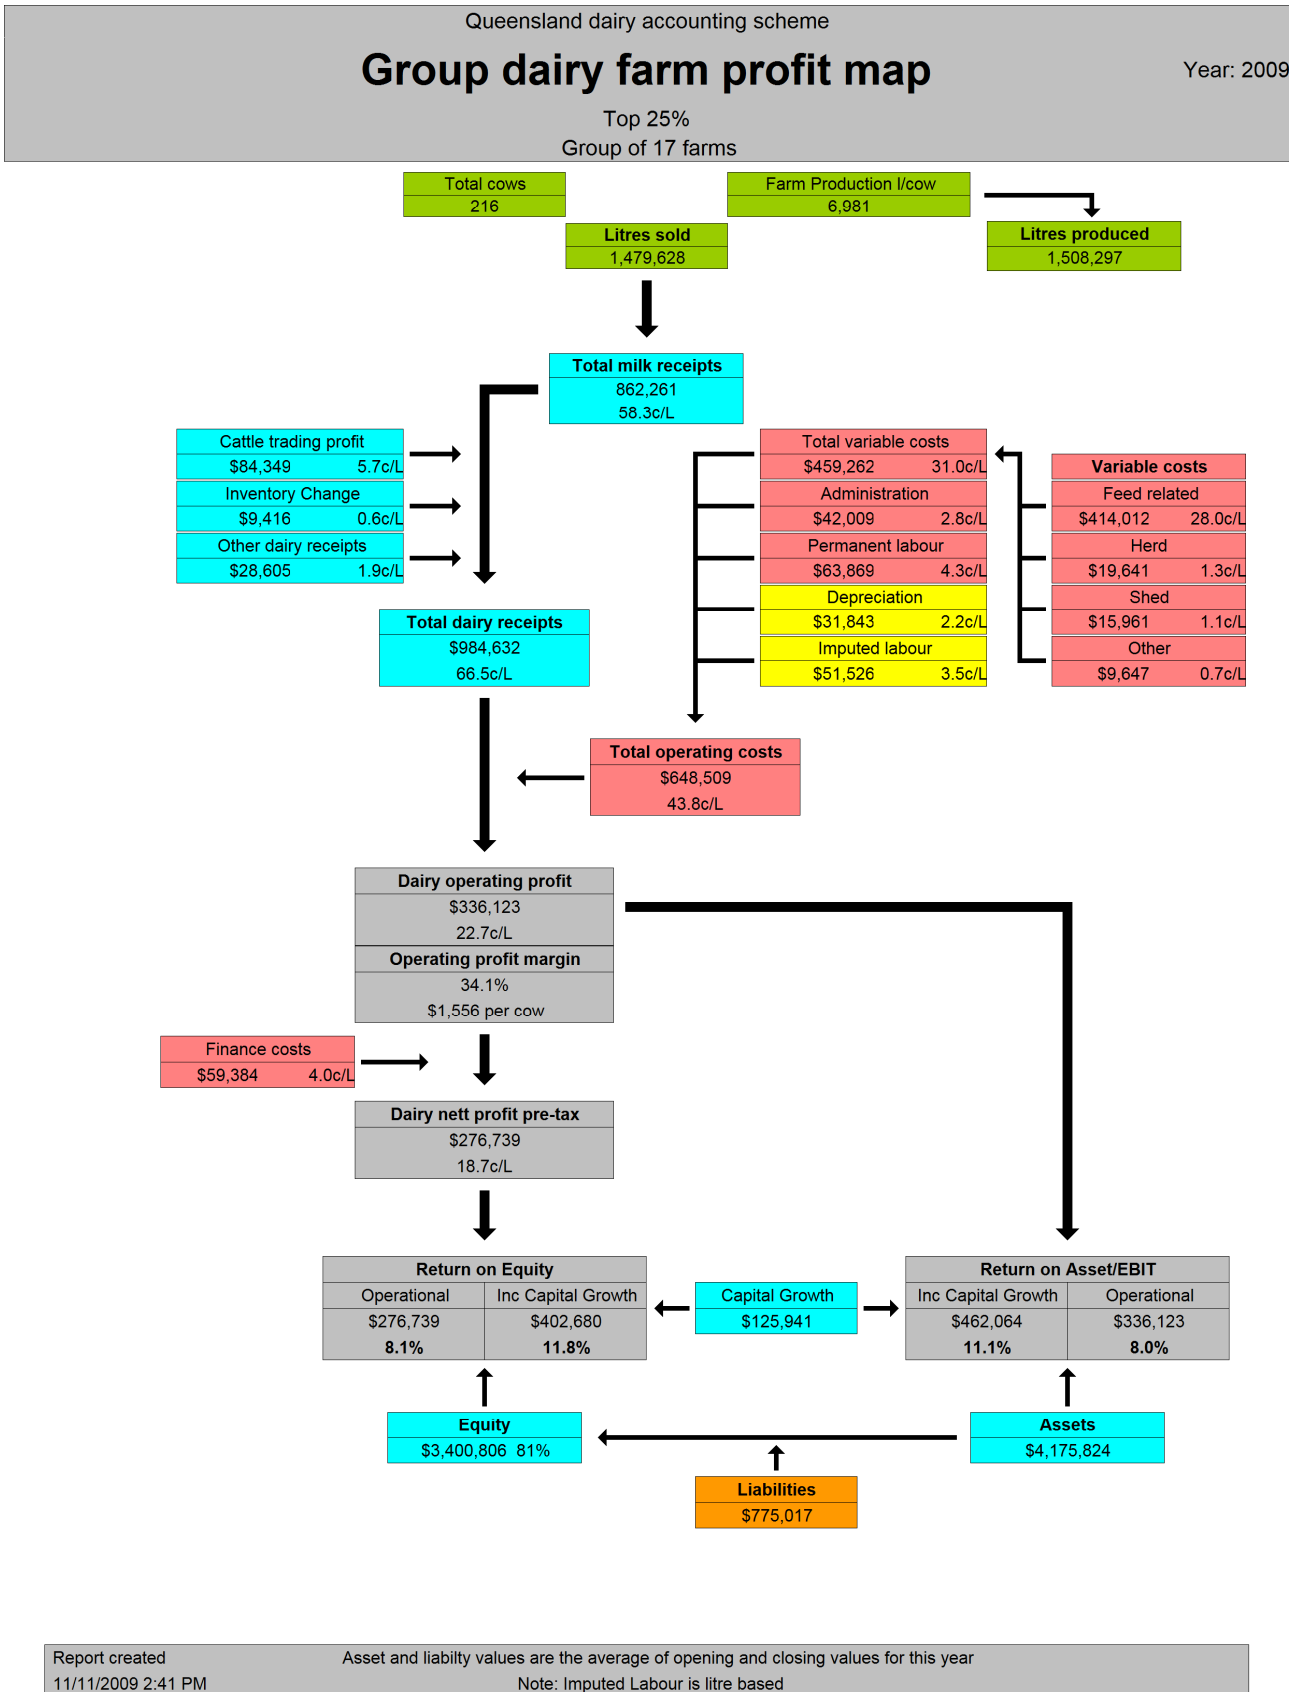 Queensland dairy accounting scheme
Group dairy farm profit map
Year: 2009
Top 25%
Group of 17 farms
Total cows
216
Farm Production l/cow
6,981
Litres sold
1,479,628
Litres produced
1,508,297
Total milk receipts
862,261
58.3c/L
Cattle trading profit
$84,349 5.7c/L
Inventory Change
$9,416 0.6c/L
Other dairy receipts
$28,605 1.9c/L
Total dairy receipts
$984,632
66.5c/L
Total variable costs
$459,262 31.0c/L
Administration
$42,009 2.8c/L
Permanent labour
$63,869 4.3c/L
Depreciation
$31,843 2.2c/L
Imputed labour
$51,526 3.5c/L
Variable costs
Feed related
$414,012 28.0c/L
Herd
$19,641 1.3c/L
Shed
$15,961 1.1c/L
Other
$9,647 0.7c/L
Total operating costs
$648,509
43.8c/L
Dairy operating profit
$336,123
22.7c/L
Operating profit margin
34.1%
$1,556 per cow
Finance costs
$59,384 4.0c/L
Dairy nett profit pre-tax
$276,739
18.7c/L
Return on Equity
Operational Inc Capital Growth
$276,739 $402,680
8.1% 11.8%
Capital Growth
$125,941
Return on Asset/EBIT
Inc Capital Growth Operational
$462,064 $336,123
11.1% 8.0%
Equity
$3,400,806 81%
Assets
$4,175,824
Liabilities
$775,017
Report created
11/11/2009 2:41 PM
Asset and liabilty values are the average of opening and closing values for this year
Note: Imputed Labour is litre based